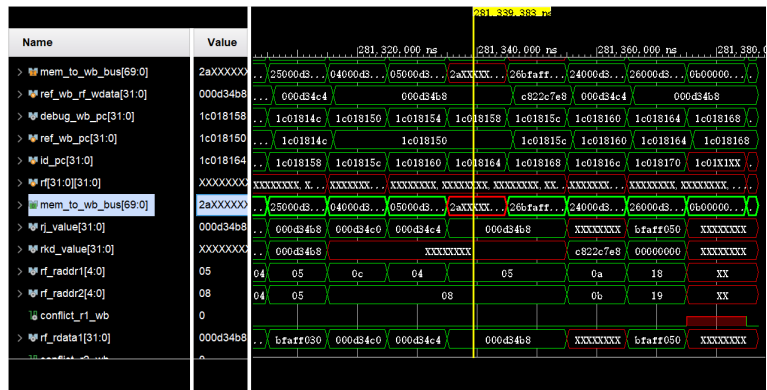 281,339.383 ns
Name
Value
281,320.000 ns
281,340.000 ns
281,360.000 ns
281,380.
mem_to_wb_bus[69:0]
2aXXXXX
25000d3...
04000d3...
05000d3...
2aXXXX...
26bfaff...
24000d3...
26000d3...
0b00000...
ref_wb_rf_wdata[31:0]
000d34b8
000d34c4
000d34b8
c822c7e8
000d34c4
000d34b8
debug_wb_pc[31:0]
1c018158
1c01814c
1c018150
1c018154
1c018158
1c01815c
1c018160
1c018164
1c018168
ref_wb_pc[31:0]
1c018150
1c01814c
1c018150
1c01815c
1c018160
1c018164
1c018168
id_pc[31:0]
1c018164
1c018158
1c01815c
1c018160
1c018164
1c018168
1c01816c
1c018170
1c01X1XX
rf[31:0][31:0]
XXXXXXXX
mem_to_wb_bus[69:0]
2aXXXXX
25000d3...
04000d3...
05000d3...
2aXXXX...
26bfaff...
24000d3...
26000d3...
0b00000...
rj_value[31:0]
000d34b8
000d34b8
000d34c0
000d34c4
000d34b8
XXXXXXXX
bfaff050
XXXXXXXX
rkd_value[31:0]
XXXXXXXX
000d34b8
XXXXXXXX
c822c7e8
00000000
XXXXXXXX
rf_raddr1[4:0]
05
04
05
0c
04
05
0a
18
XX
rf_raddr2[4:0]
08
04
05
08
0b
19
XX
conflict_r1_wb
0
rf_rdata1[31:0]
000d34b8
bfaff030
000d34c0
000d34c4
000d34b8
XXXXXXXX
bfaff050
XXXXXXXX